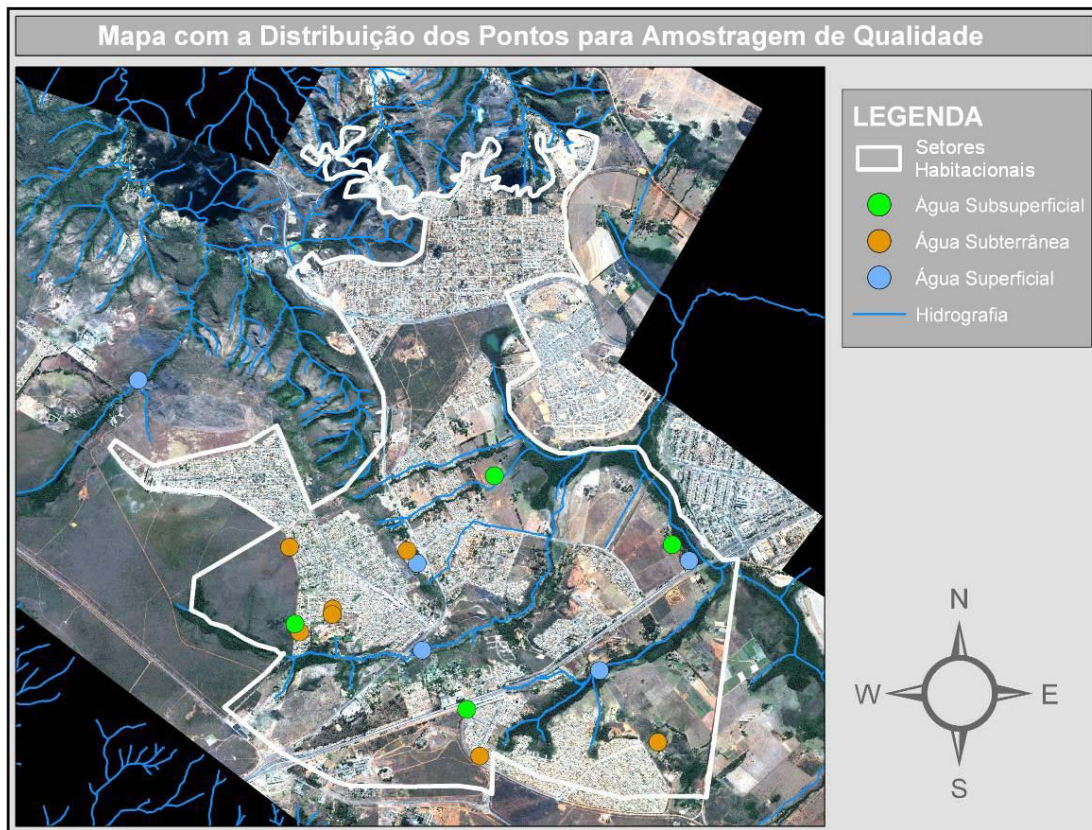 Mapa com a Distribuição dos Pontos para Amostragem de Qualidade
LEGENDA
Setores
Habitacionais
Água Subsuperficial
Água Subterrânea
Água Superficial
Hidrografia
N
W
E
S